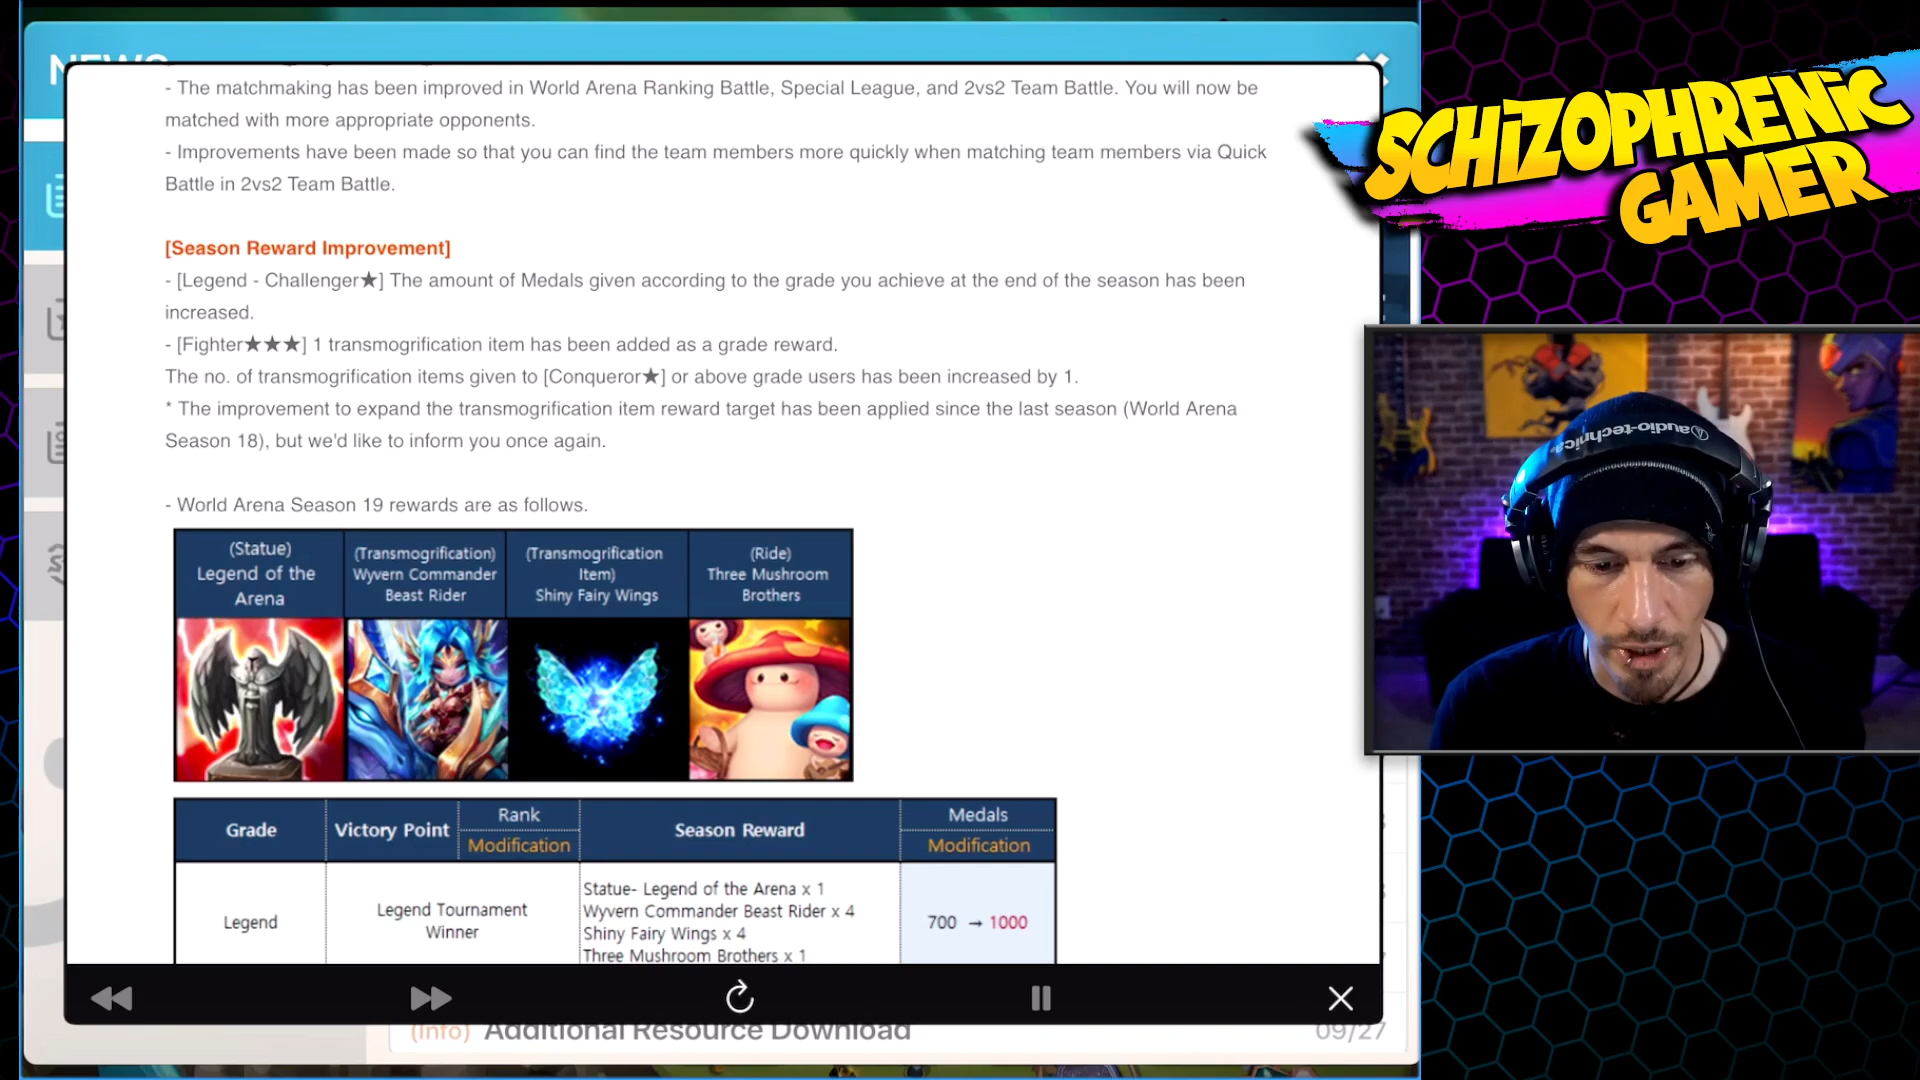 NEWS
- The matchmaking has been improved in World Arena Ranking Battle, Special League, and 2vs2 Team Battle. You will now be
matched with more appropriate opponents.
- Improvements have been made so that you can find the team members more quickly when matching team members via Quick
Battle in 2vs2 Team Battle.
[Season Reward Improvement]
- [Legend - Challenger★] The amount of Medals given according to the grade you achieve at the end of the season has been
increased.
- [Fighter★★★] 1 transmogrification item has been added as a grade reward.
The no. of transmogrification items given to [Conqueror★] or above grade users has been increased by 1.
* The improvement to expand the transmogrification item reward target has been applied since the last season (World Arena
Season 18), but we'd like to inform you once again.
- World Arena Season 19 rewards are as follows.
(Statue)
Legend of the
Arena
(Transmogrification)
Wyvern Commander
Beast Rider
(Transmogrification
Item)
Shiny Fairy Wings
(Ride)
Three Mushroom
Brothers
Grade
Victory Point
Rank
Modification
Season Reward
Medals
Modification
Legend
Legend Tournament
Winner
Statue- Legend of the Arena x 1
Wyvern Commander Beast Rider x 4
Shiny Fairy Wings x 4
Three Mushroom Brothers x 1
700 → 1000
(Info) Additional Resource Download 09/27
SCHiZOPHRENiC
GAMER
audio-technica